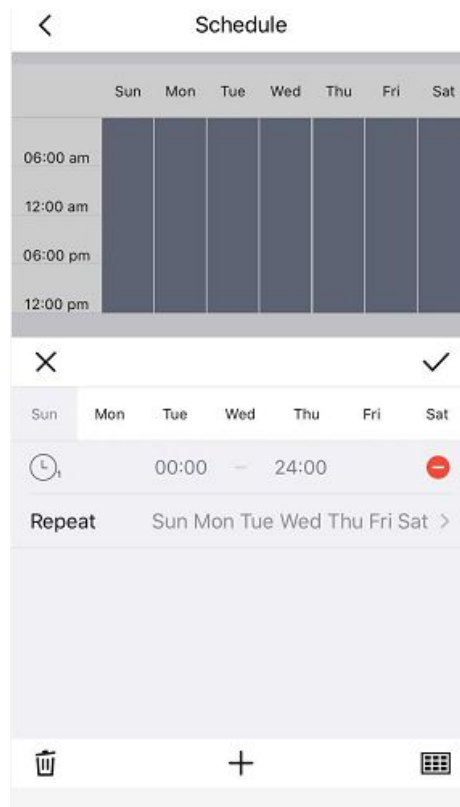 Schedule
Sun Mon Tue Wed Thu Fri Sat
06:00 am
12:00 am
06:00 pm
12:00 pm
Sun Mon Tue Wed Thu Fri Sat
1 00:00 – 24:00
Repeat Sun Mon Tue Wed Thu Fri Sat >